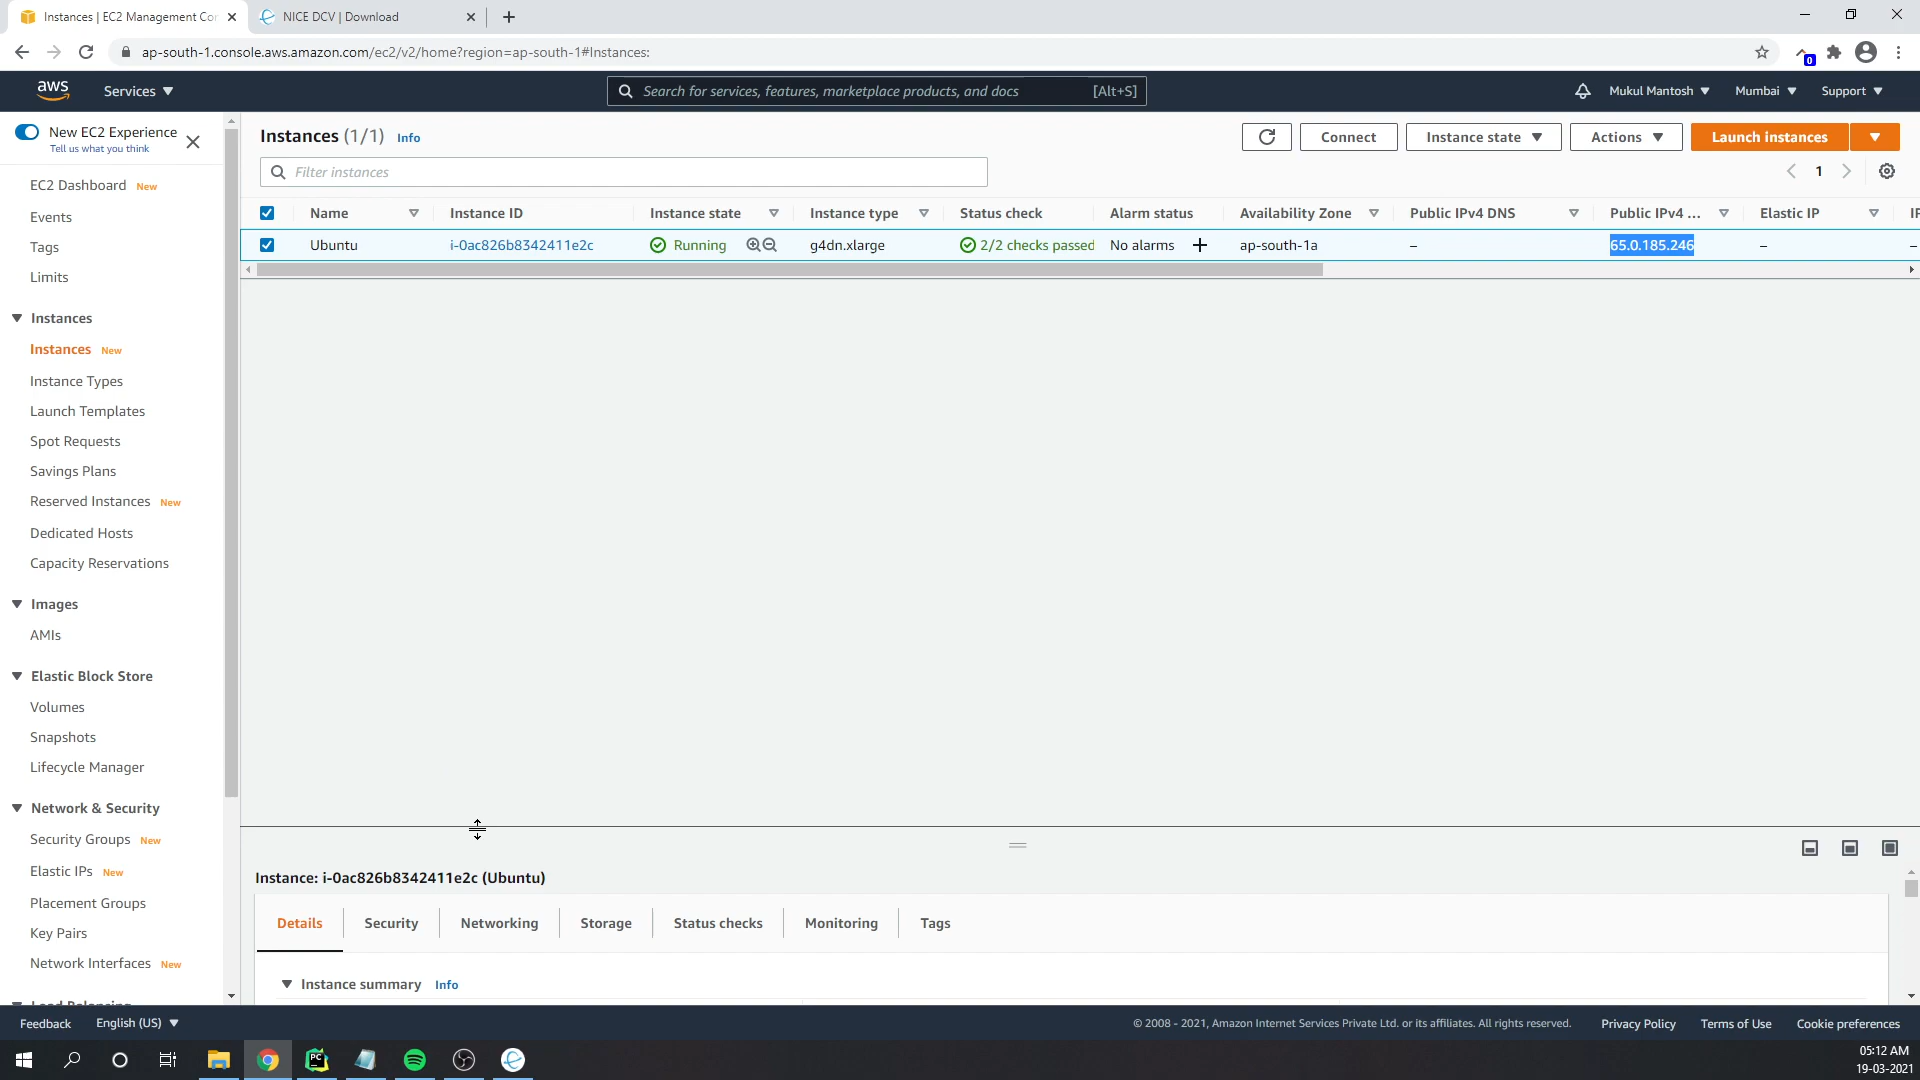 Instances | EC2 Management Cor
NICE DCV | Download
ap-south-1.console.aws.amazon.com/ec2/v2/home?region=ap-south-1#Instances:
0
aws
Services
Search for services, features, marketplace products, and docs
[Alt+S]
Mukul Mantosh
Mumbai
Support
New EC2 Experience
Tell us what you think
EC2 Dashboard New
Events
Tags
Limits
Instances
Instances New
Instance Types
Launch Templates
Spot Requests
Savings Plans
Reserved Instances New
Dedicated Hosts
Capacity Reservations
Images
AMIs
Elastic Block Store
Volumes
Snapshots
Lifecycle Manager
Network & Security
Security Groups New
Elastic IPs New
Placement Groups
Key Pairs
Network Interfaces New
Instances (1/1) Info
Connect
Instance state
Actions
Launch instances
Filter instances
1
Name
Instance ID
Instance state
Instance type
Status check
Alarm status
Availability Zone
Public IPv4 DNS
Public IPv4 ...
Elastic IP
IP
Ubuntu
i-0ac826b8342411e2c
Running
g4dn.xlarge
2/2 checks passed
No alarms
ap-south-1a
–
65.0.185.246
–
–
Instance: i-0ac826b8342411e2c (Ubuntu)
Details
Security
Networking
Storage
Status checks
Monitoring
Tags
Instance summary Info
Feedback
English (US)
© 2008 - 2021, Amazon Internet Services Private Ltd. or its affiliates. All rights reserved.
Privacy Policy
Terms of Use
Cookie preferences
PC
05:12 AM
19-03-2021